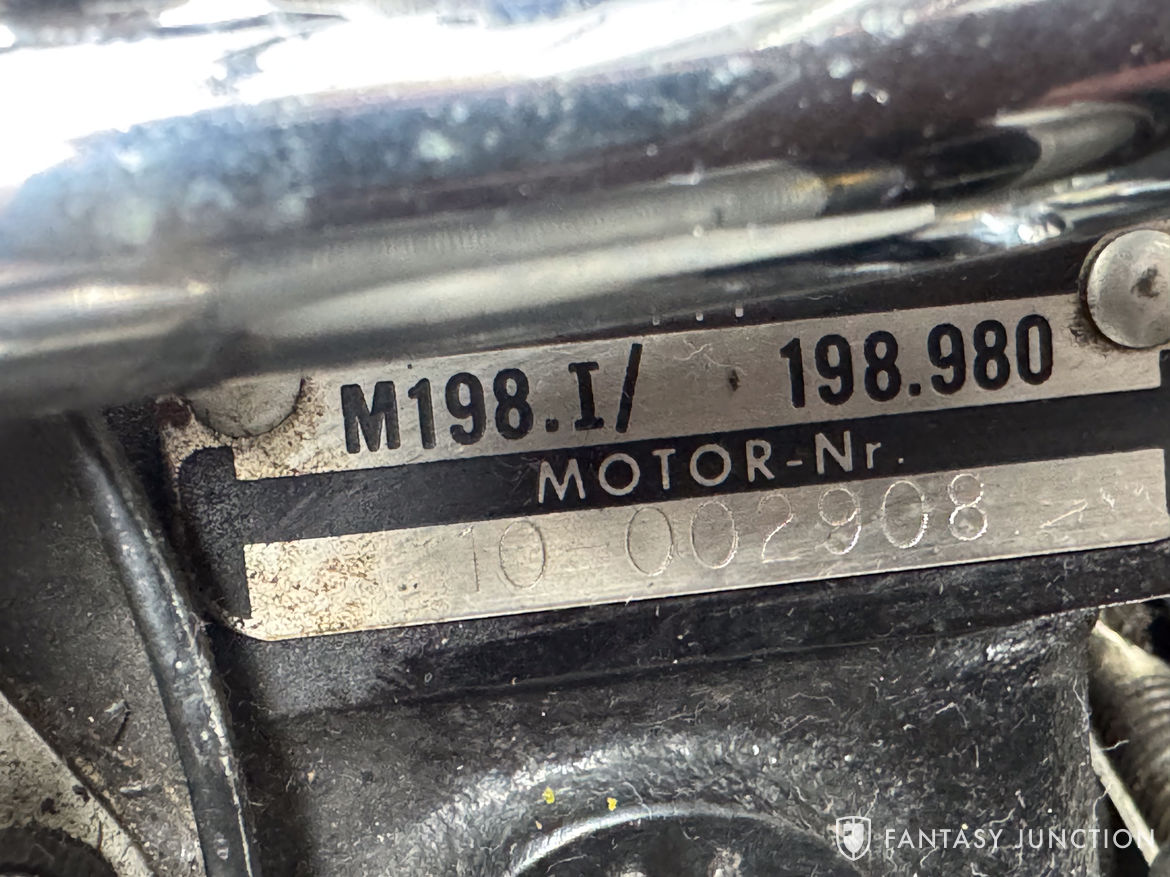 M198.I/ 198.980
MOTOR-Nr.
10-002908
FANTASY JUNCTION